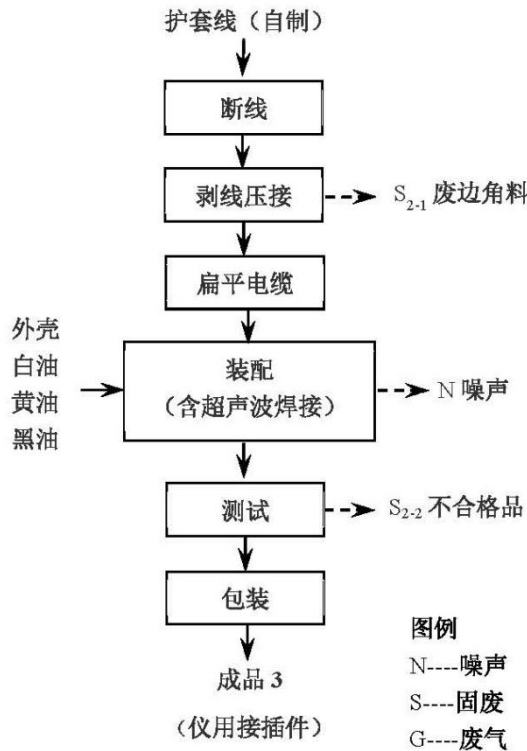 护套线（自制）
断线
剥线压接
S2-1 废边角料
扁平电缆
外壳
白油
黄油
黑油
装配
（含超声波焊接）
N 噪声
测试
S2-2 不合格品
包装
成品 3
（仪用接插件）
图例
N----噪声
S----固废
G----废气